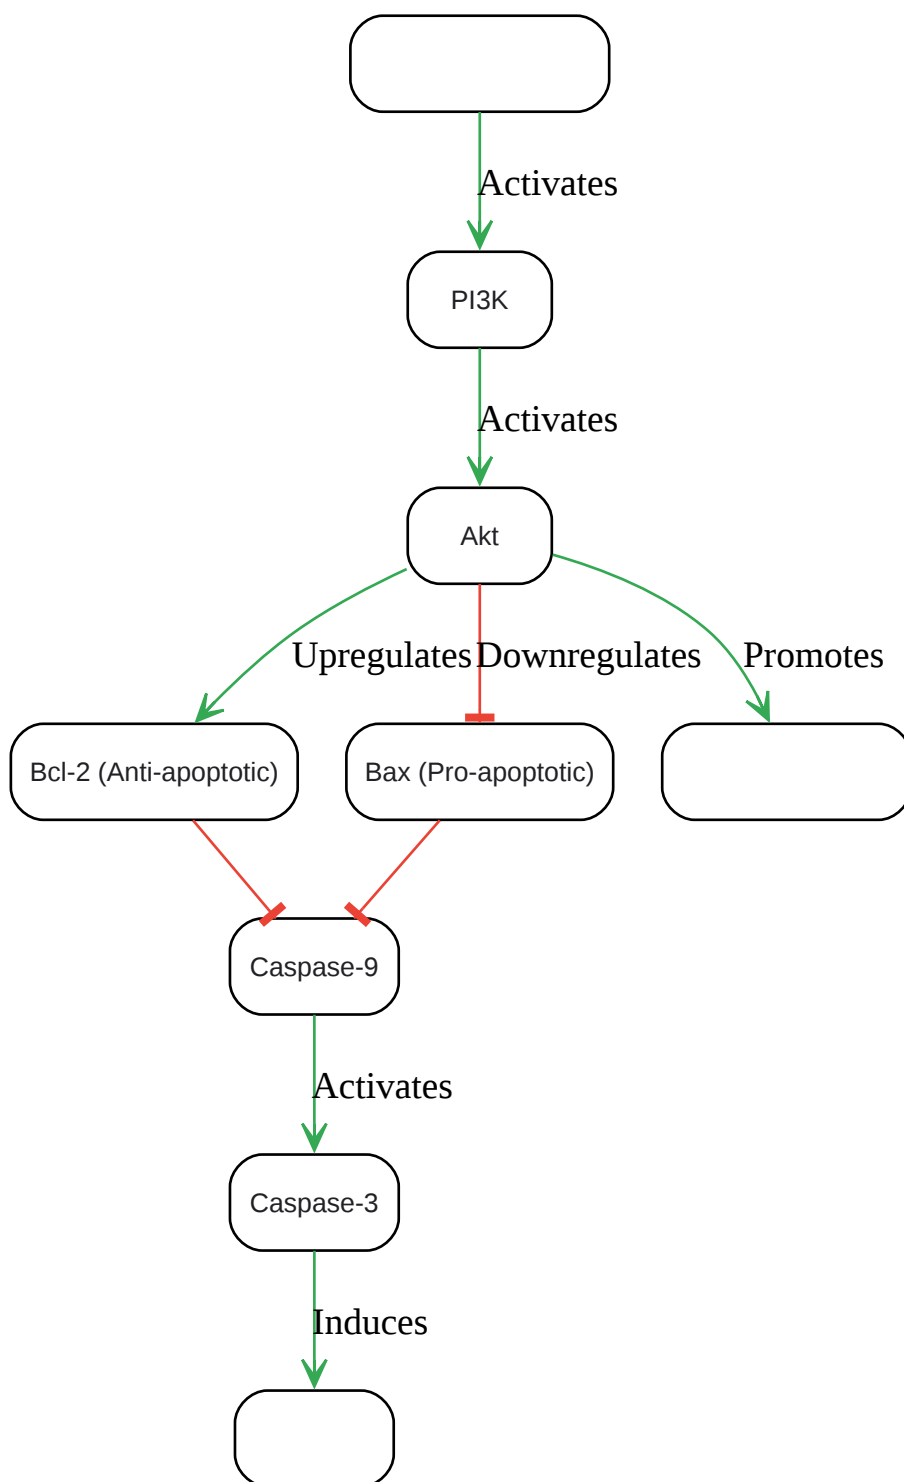 Activates
PI3K
Activates
Akt
Upregulates
Downregulates
Promotes
Bcl-2 (Anti-apoptotic)
Bax (Pro-apoptotic)
Caspase-9
Activates
Caspase-3
Induces